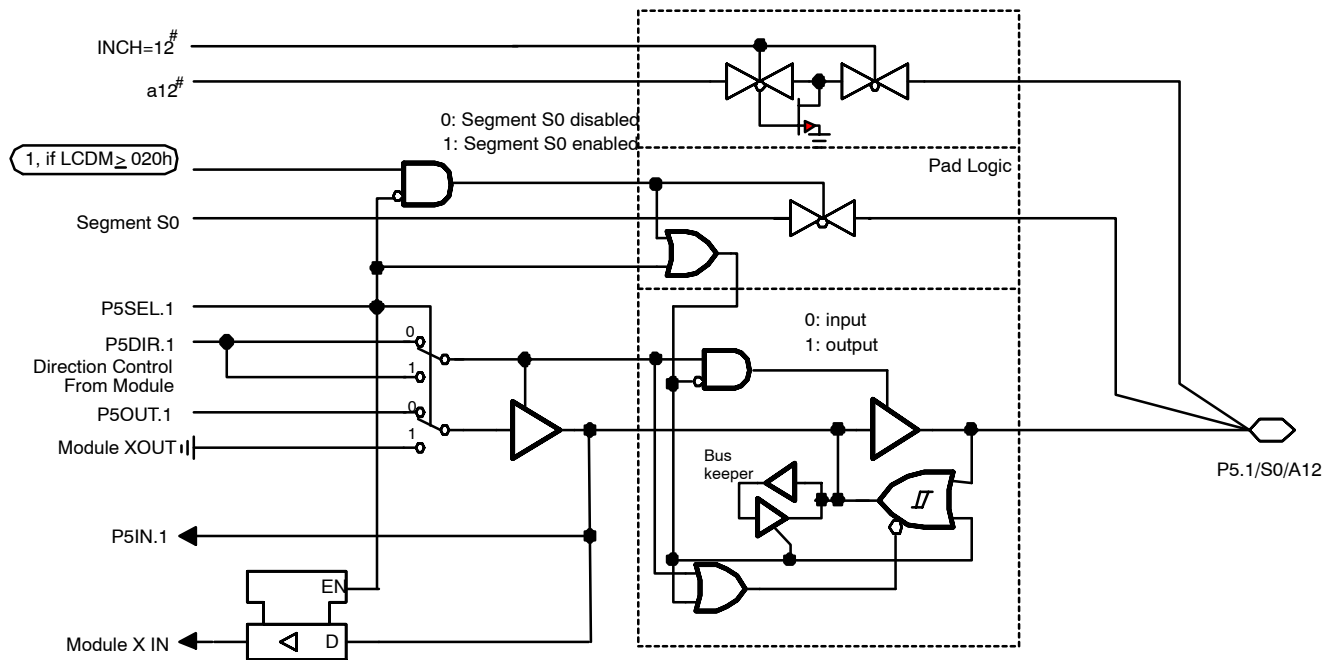 INCH=12#
a12#
0: Segment S0 disabled
1: Segment S0 enabled
1, if LCDM≥ 020h
Pad Logic
Segment S0
P5SEL.1
0: input
1: output
P5DIR.1
0
Direction Control
From Module
1
P5OUT.1
0
Module XOUT
1
Bus
keeper
P5.1/S0/A12
P5IN.1
EN
Module X IN
D